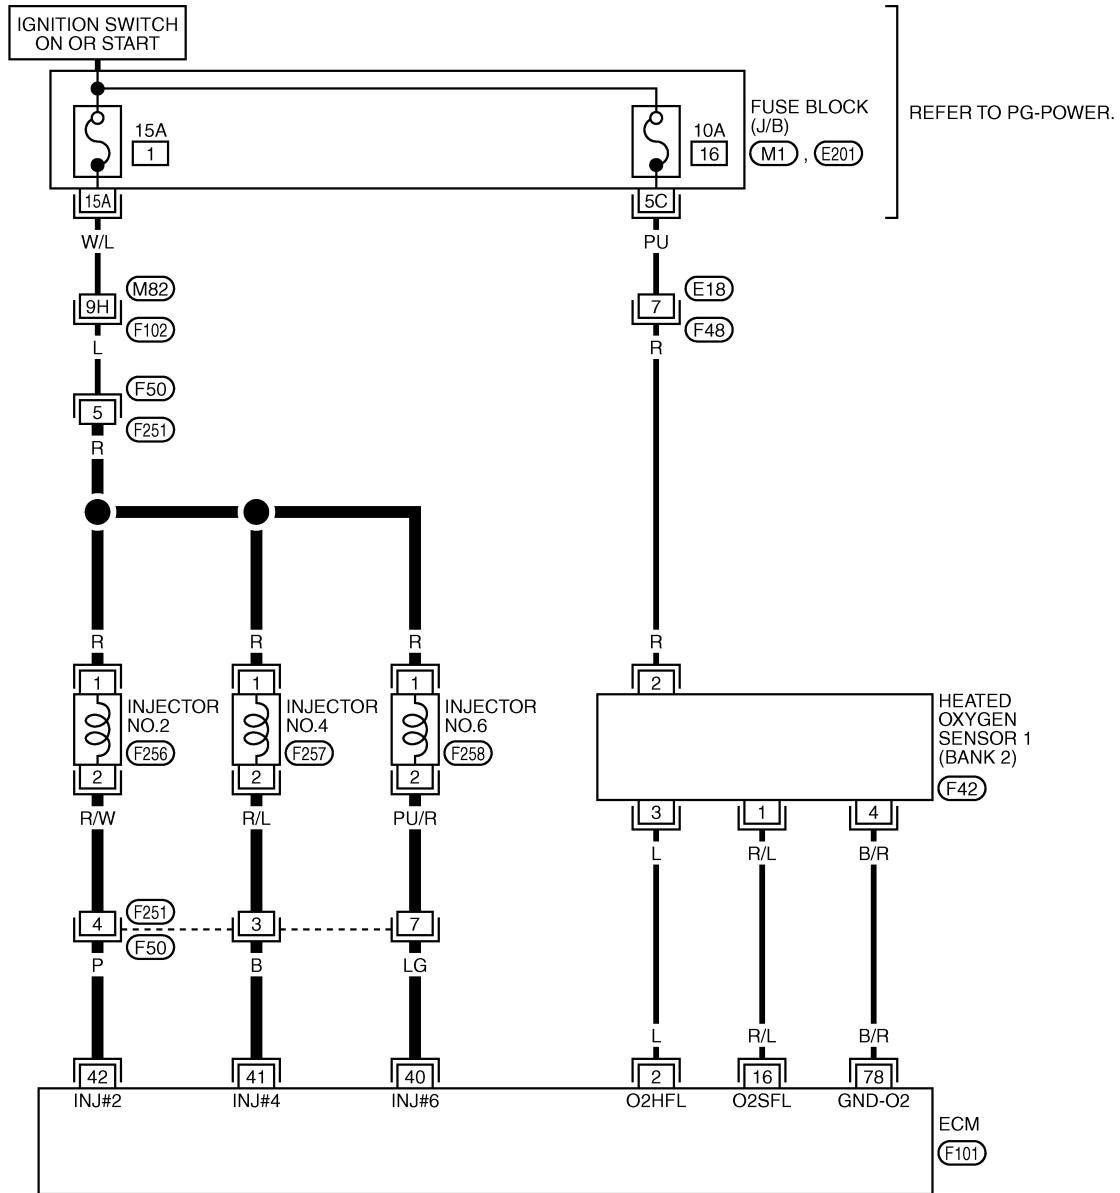 IGNITION SWITCH
ON OR START
FUSE BLOCK
(J/B)
REFER TO PG-POWER.
15A
1
10A
16
M1 , E201
15A
5C
W/L
PU
M82
E18
9H
7
F102
F48
L
R
F50
5
F251
R
R
R
R
R
1
1
1
2
INJECTOR
NO.2
F256
INJECTOR
NO.4
F257
INJECTOR
NO.6
F258
HEATED
OXYGEN
SENSOR 1
(BANK 2)
F42
2
2
2
3
1
4
R/W
R/L
PU/R
L
R/L
B/R
F251
4
3
7
F50
P
B
LG
L
R/L
B/R
42
41
40
2
16
78
INJ#2
INJ#4
INJ#6
O2HFL
O2SFL
GND-O2
ECM
F101